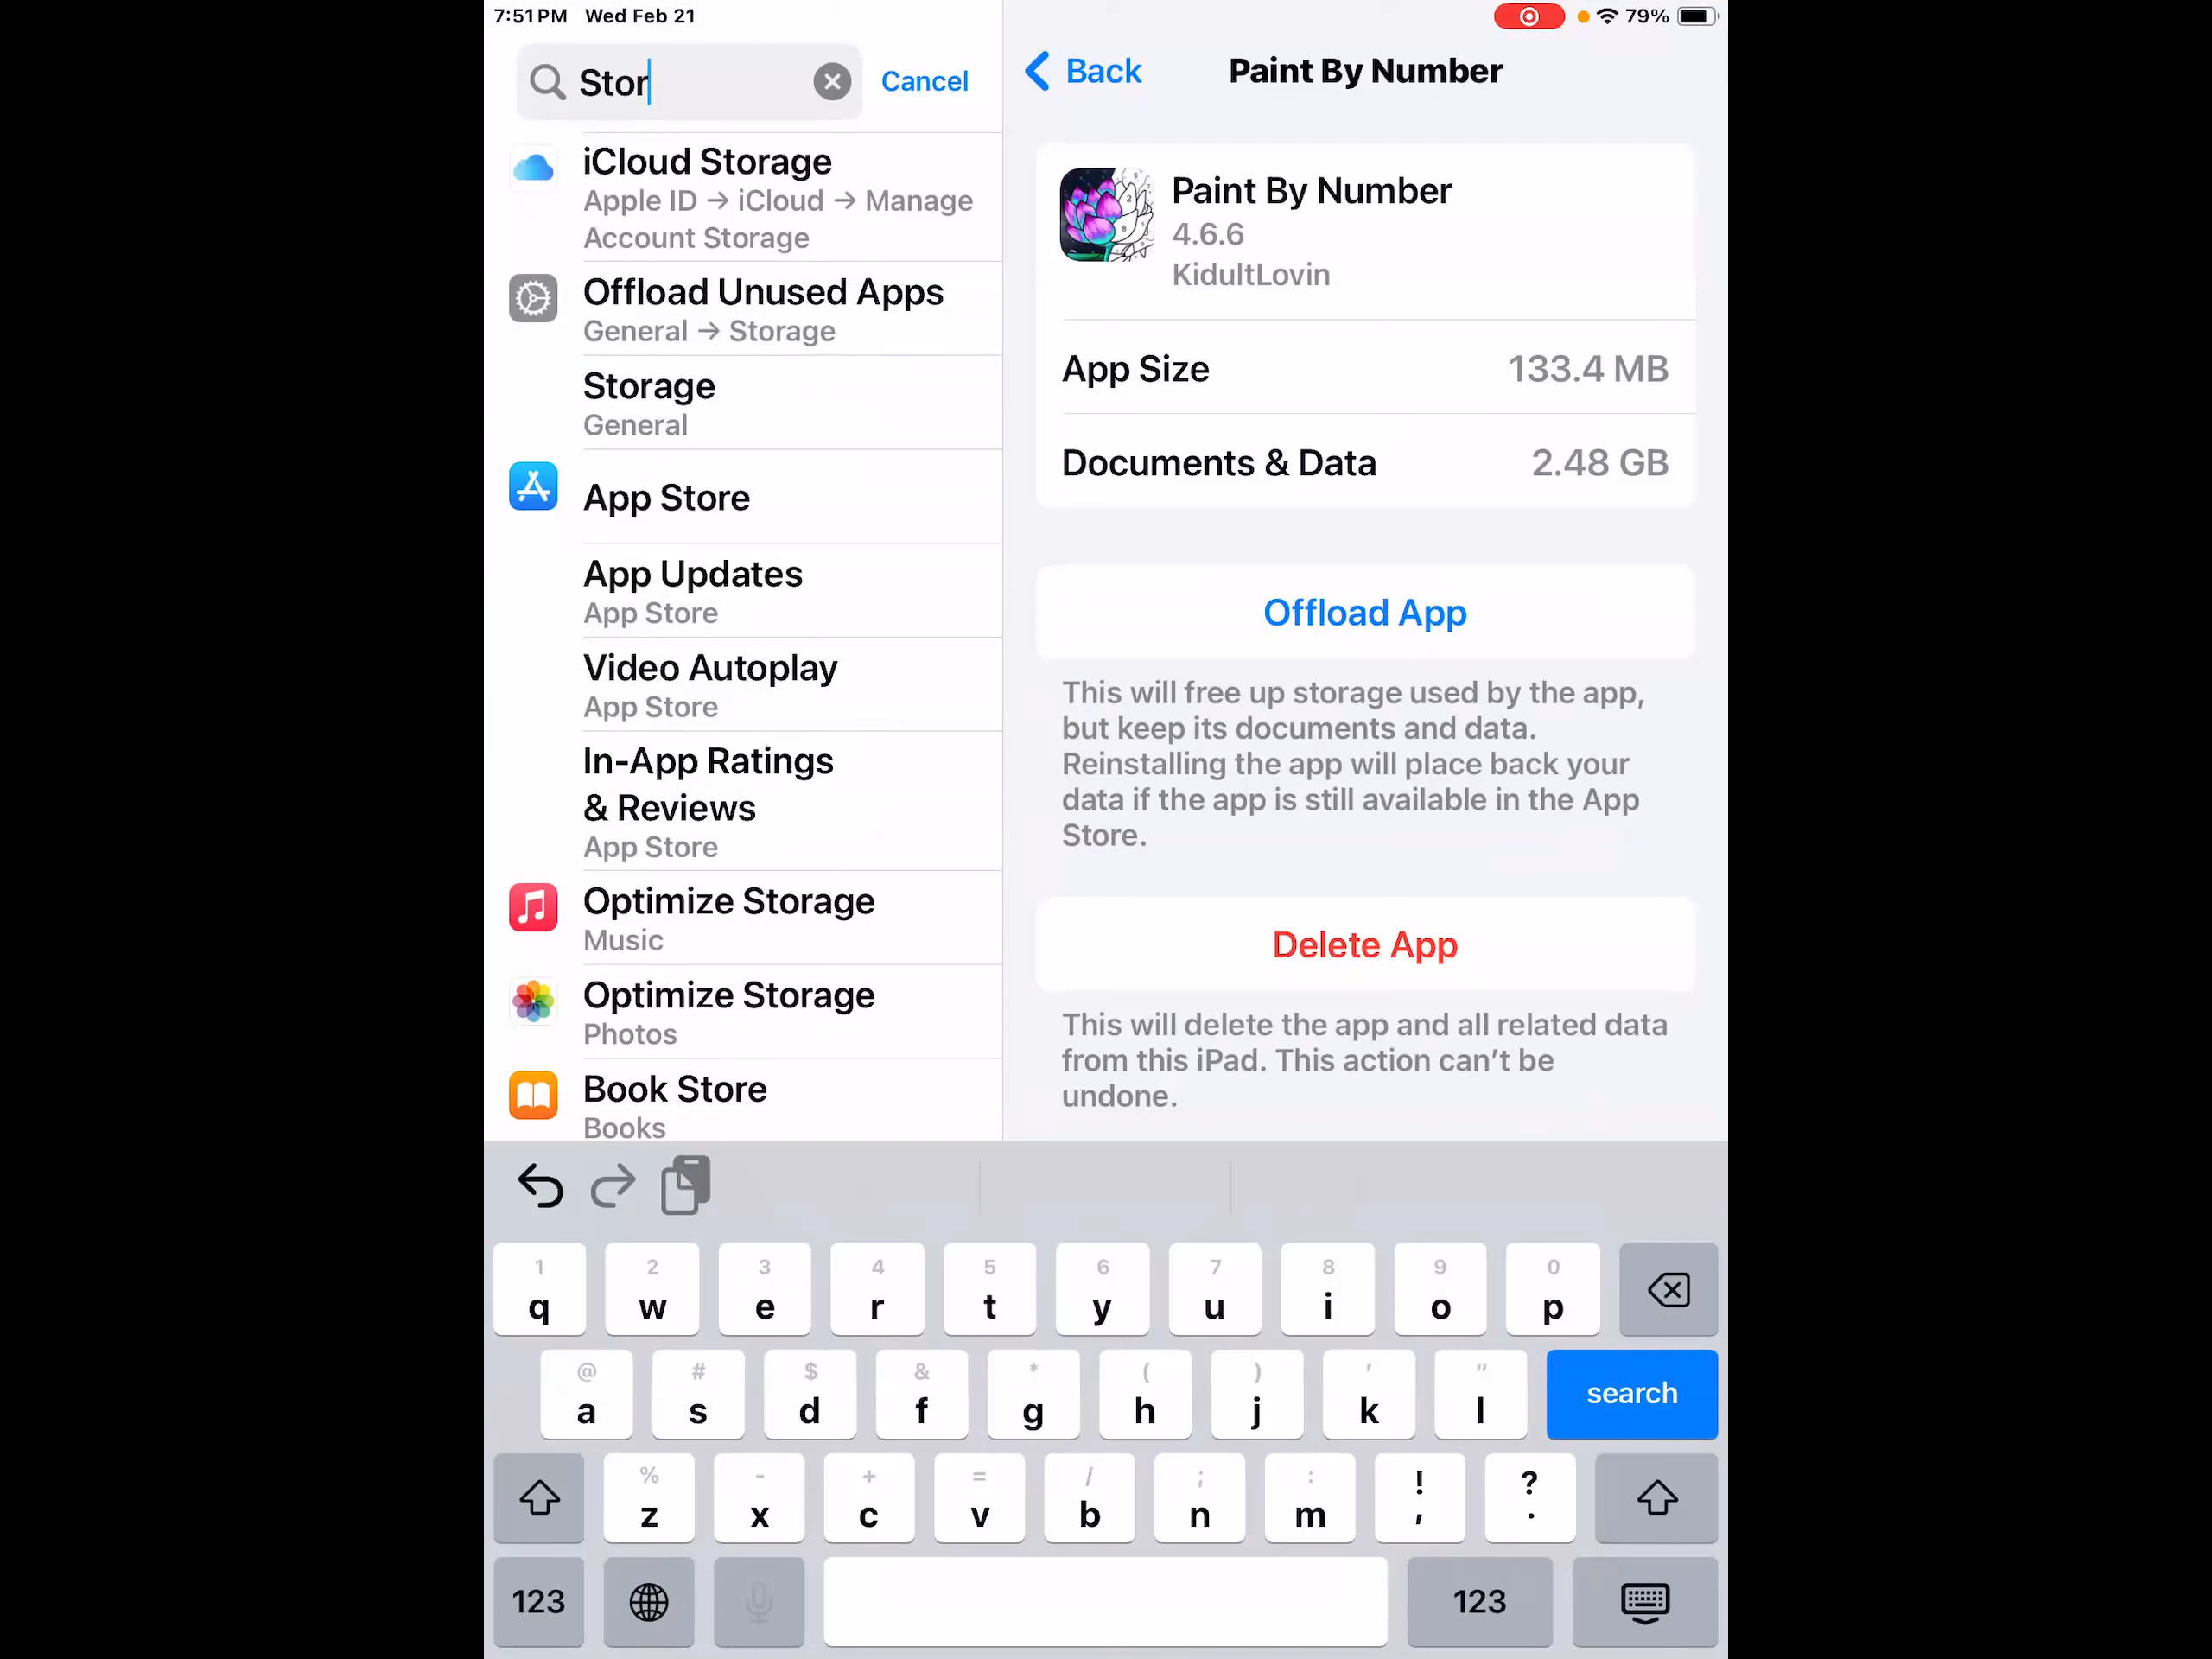 7:51 PM Wed Feb 21
79%
Stor
Cancel
iCloud Storage
Apple ID → iCloud → Manage
Account Storage
Offload Unused Apps
General → Storage
Storage
General
App Store
App Updates
App Store
Video Autoplay
App Store
In-App Ratings
& Reviews
App Store
Optimize Storage
Music
Optimize Storage
Photos
Book Store
Books
Back
Paint By Number
Paint By Number
4.6.6
KidultLovin
App Size 133.4 MB
Documents & Data 2.48 GB
Offload App
This will free up storage used by the app,
but keep its documents and data.
Reinstalling the app will place back your
data if the app is still available in the App
Store.
Delete App
This will delete the app and all related data
from this iPad. This action can’t be
undone.
1 2 3 4 5 6 7 8 9 0
q w e r t y u i o p
@ # $ & * ( ) ' "
a s d f g h j k l search
% - + = / ; : ! ?
z x c v b n m , .
123 123